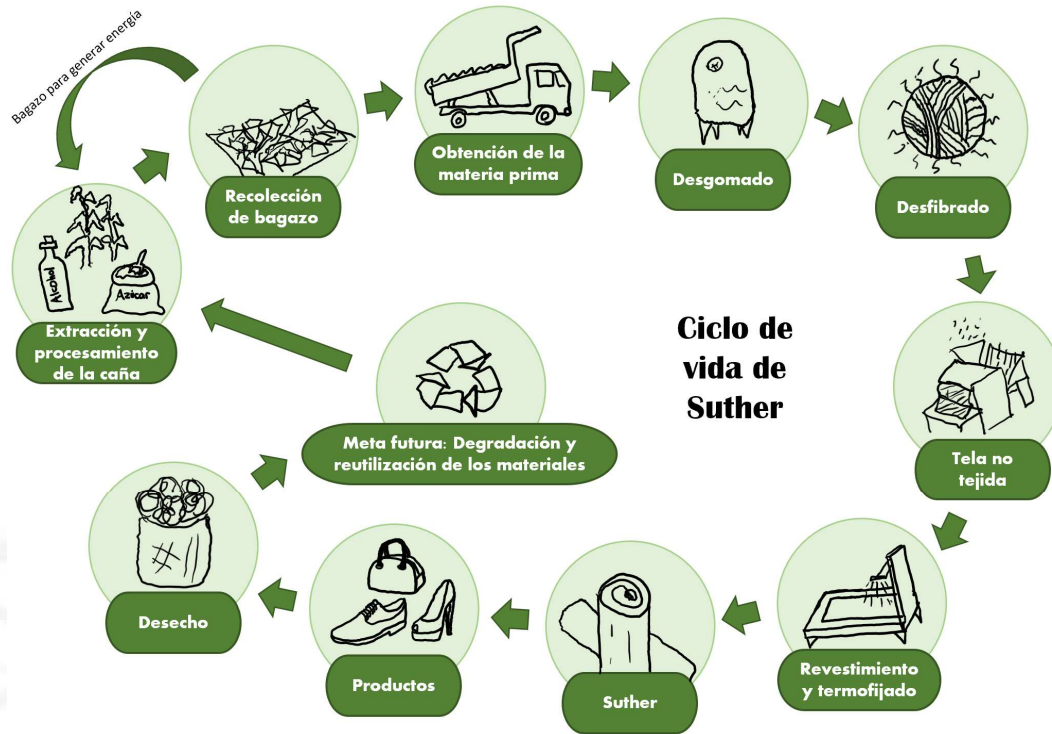 Bagazo para generar energía
Recolección
de bagazo
Obtención de la
materia prima
Desgomado
Desfibrado
Alcohol
Azúcar
Extracción y
procesamiento
de la caña
Ciclo de
vida de
Suther
Tela no
tejida
Meta futura: Degradación y
reutilización de los materiales
Desecho
Productos
Suther
Revestimiento
y termofijado